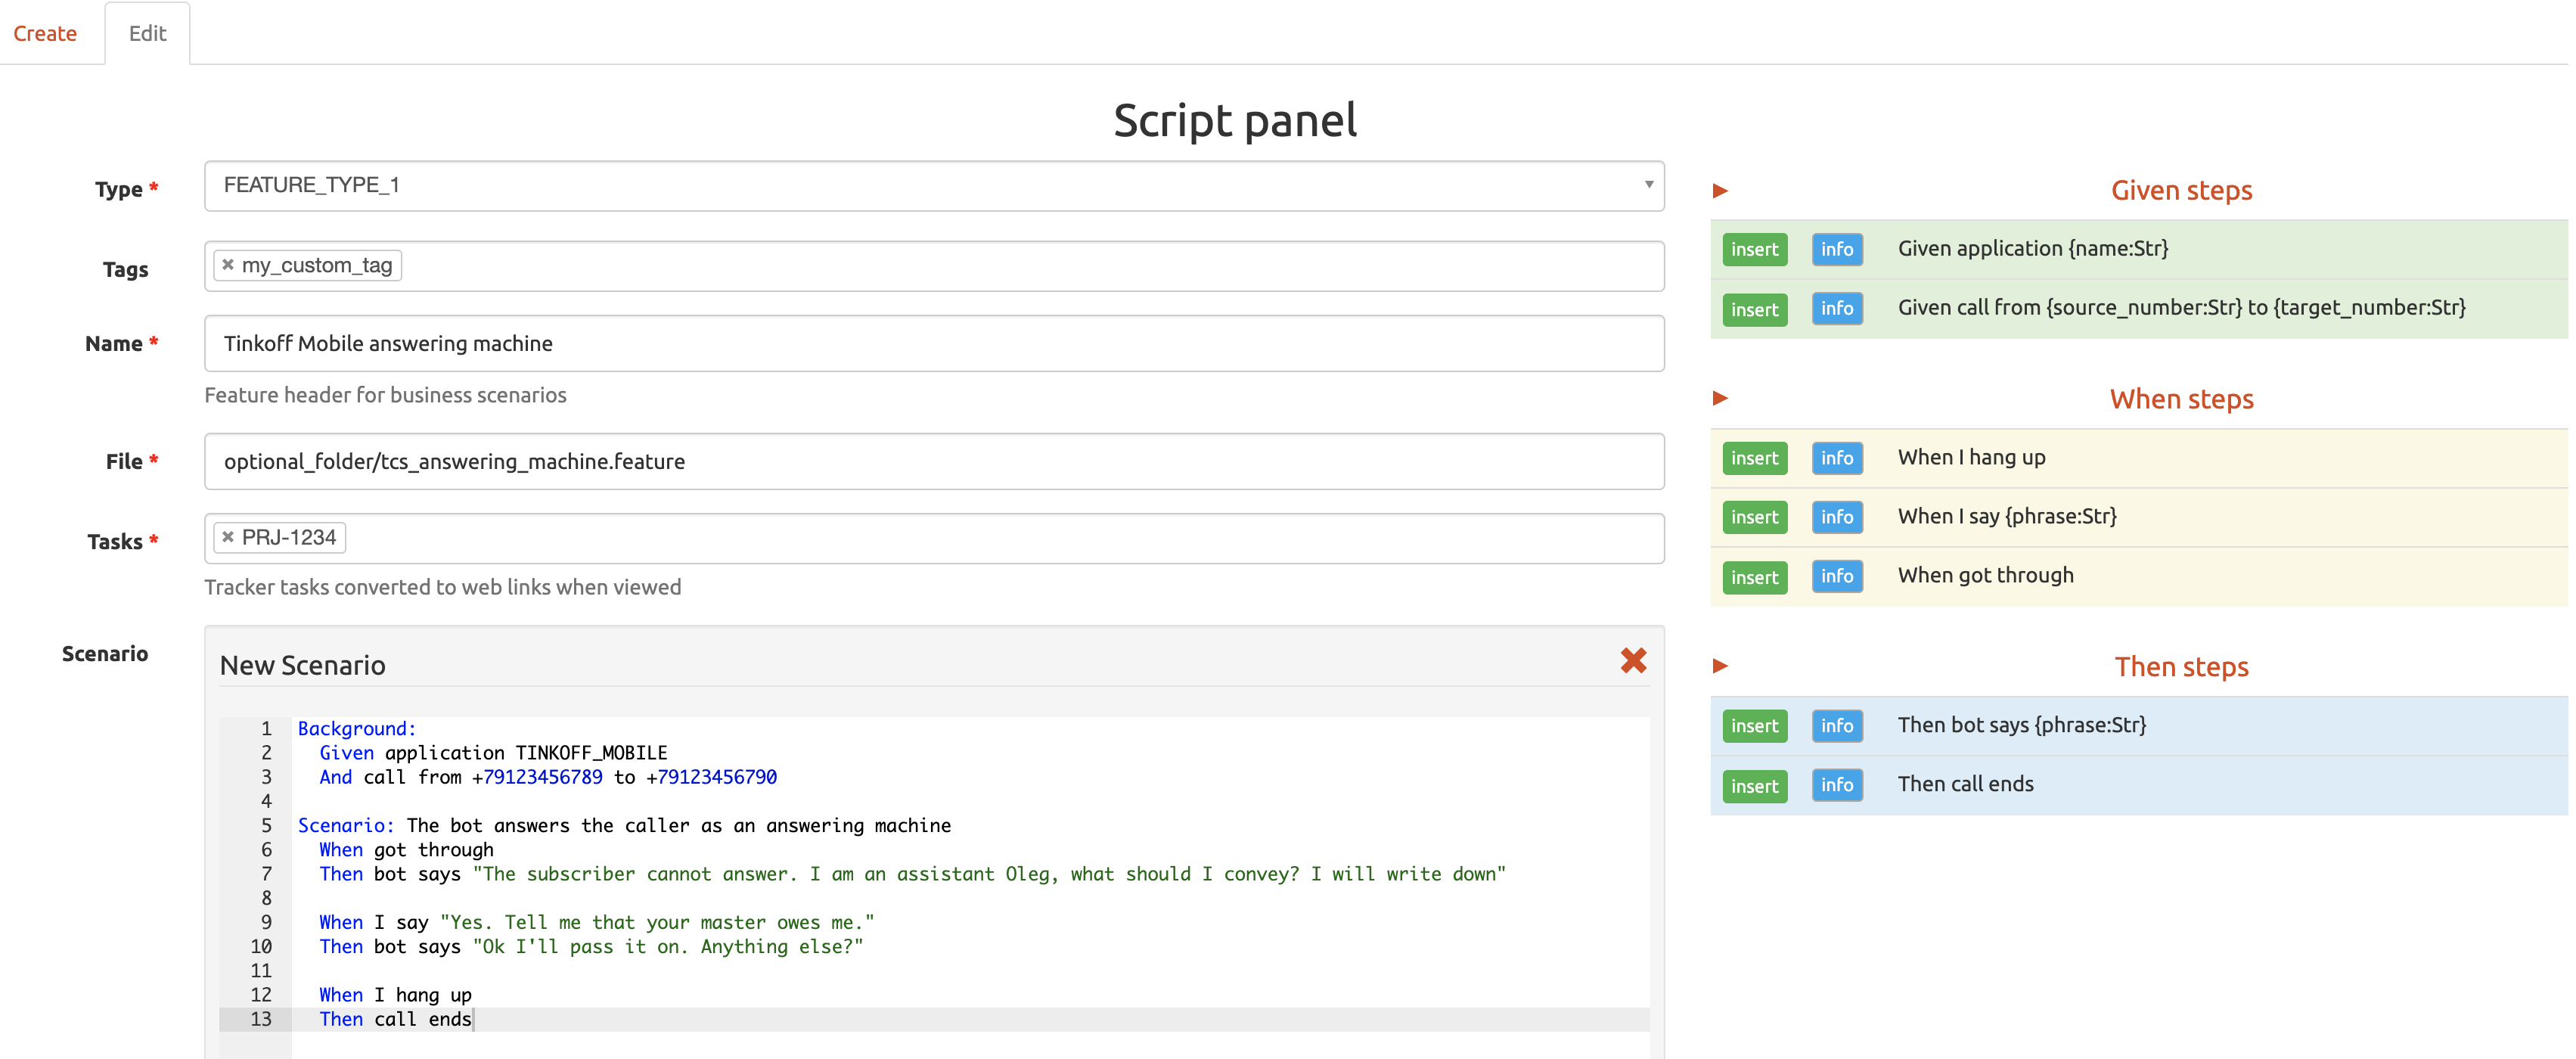 Create
Edit
Script panel
Type *
FEATURE_TYPE_1
Tags
× my_custom_tag
Name *
Tinkoff Mobile answering machine
Feature header for business scenarios
File *
optional_folder/tcs_answering_machine.feature
Tasks *
× PRJ-1234
Tracker tasks converted to web links when viewed
Scenario
New Scenario
1 Background:
2 Given application TINKOFF_MOBILE
3 And call from +79123456789 to +79123456790
4
5 Scenario: The bot answers the caller as an answering machine
6 When got through
7 Then bot says "The subscriber cannot answer. I am an assistant Oleg, what should I convey? I will write down"
8
9 When I say "Yes. Tell me that your master owes me."
10 Then bot says "Ok I'll pass it on. Anything else?"
11
12 When I hang up
13 Then call ends
Given steps
insert info Given application {name:Str}
insert info Given call from {source_number:Str} to {target_number:Str}
When steps
insert info When I hang up
insert info When I say {phrase:Str}
insert info When got through
Then steps
insert info Then bot says {phrase:Str}
insert info Then call ends